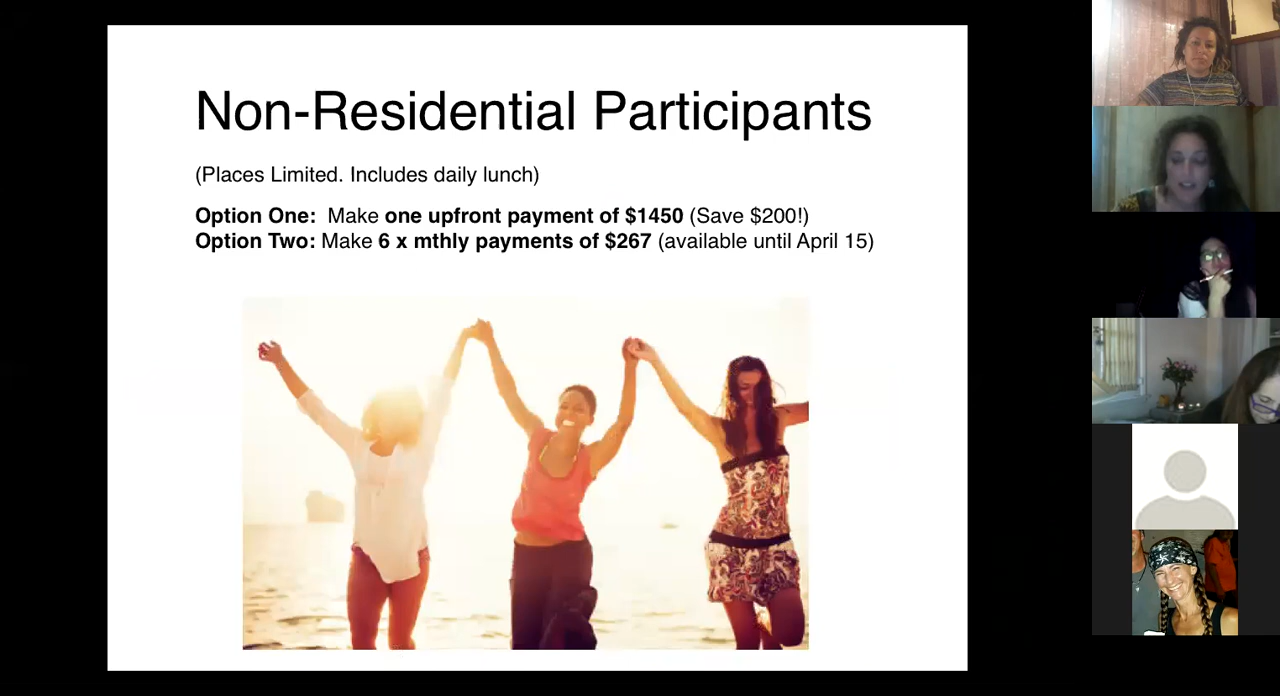 Non-Residential Participants
(Places Limited. Includes daily lunch)
Option One: Make one upfront payment of $1450 (Save $200!)
Option Two: Make 6 x mthly payments of $267 (available until April 15)